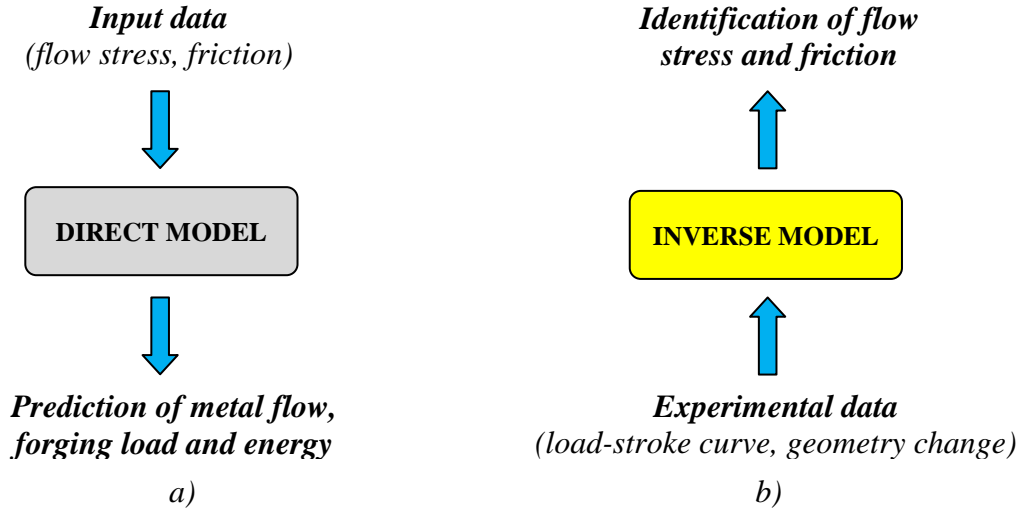 Input data
(flow stress, friction)
DIRECT MODEL
Prediction of metal flow,
forging load and energy
a)
Identification of flow
stress and friction
INVERSE MODEL
Experimental data
(load-stroke curve, geometry change)
b)